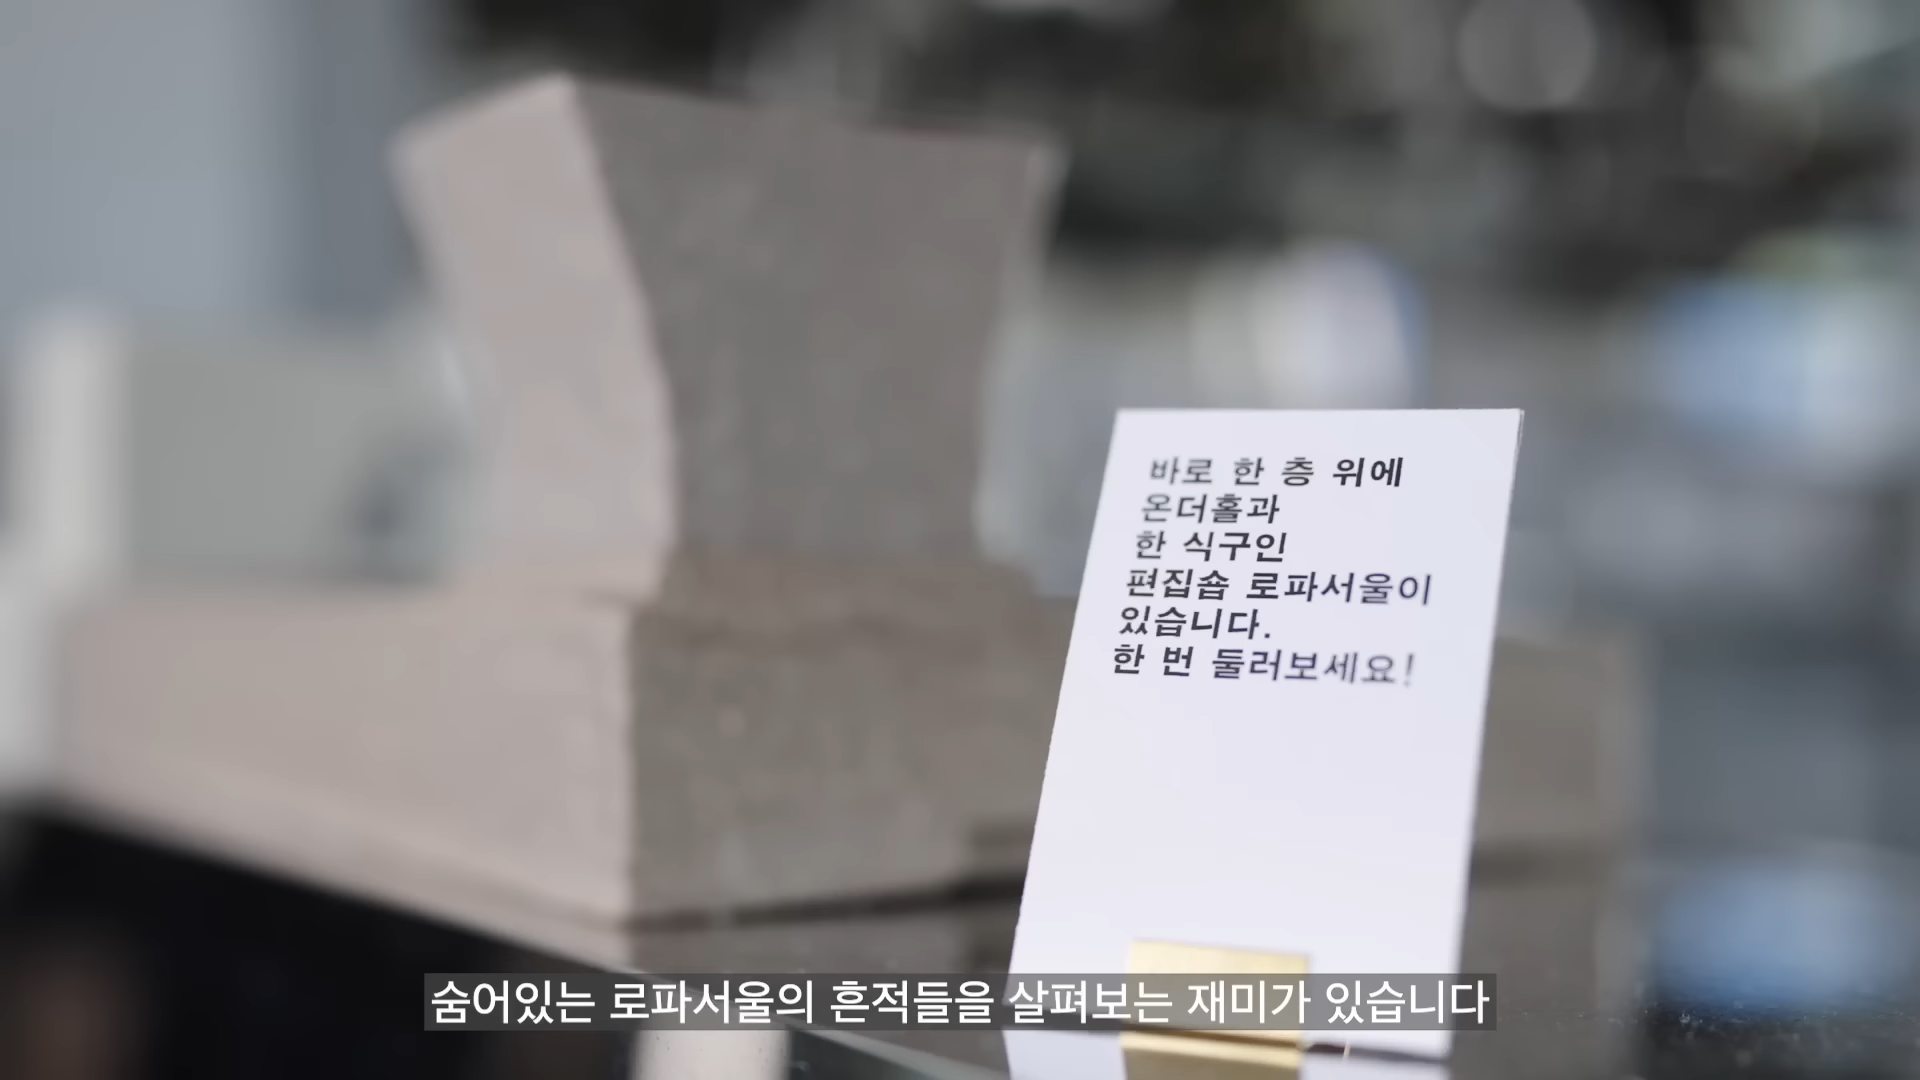 바로 한 층 위에
온더홀과
한 식구인
편집숍 로파서울이
있습니다.
한 번 둘러보세요!
숨어있는 로파서울의 흔적들을 살펴보는 재미가 있습니다